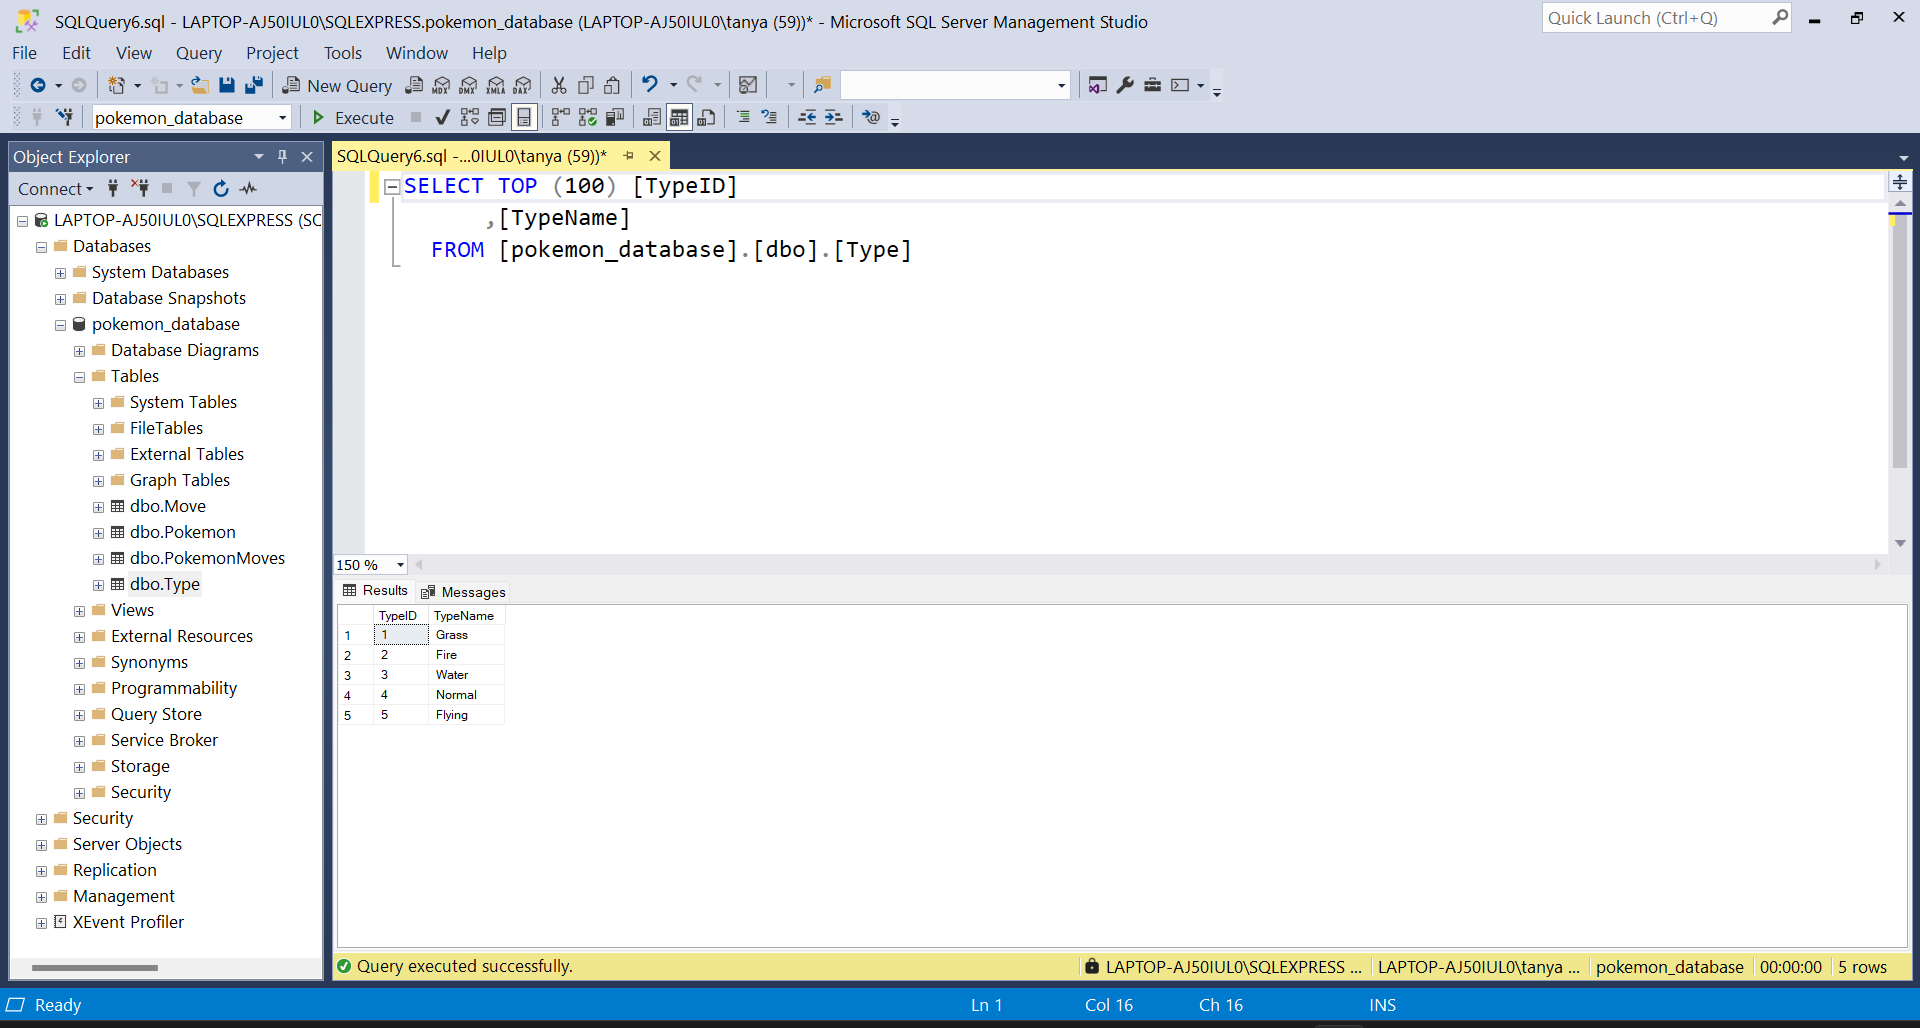 SQLQuery6.sql - LAPTOP-AJ50IUL0\SQLEXPRESS.pokemon_database (LAPTOP-AJ50IUL0\tanya (59))* - Microsoft SQL Server Management Studio
Quick Launch (Ctrl+Q)
File Edit View Query Project Tools Window Help
New Query MDX DMX XMLA DAX
pokemon_database Execute
Object Explorer
Connect
LAPTOP-AJ50IUL0\SQLEXPRESS (SC
Databases
System Databases
Database Snapshots
pokemon_database
Database Diagrams
Tables
System Tables
FileTables
External Tables
Graph Tables
dbo.Move
dbo.Pokemon
dbo.PokemonMoves
dbo.Type
Views
External Resources
Synonyms
Programmability
Query Store
Service Broker
Storage
Security
Security
Server Objects
Replication
Management
XEvent Profiler
SQLQuery6.sql -...0IUL0\tanya (59))*
SELECT TOP (100) [TypeID]
,[TypeName]
FROM [pokemon_database].[dbo].[Type]
150 %
Results Messages
TypeID TypeName
1 1 Grass
2 2 Fire
3 3 Water
4 4 Normal
5 5 Flying
Query executed successfully.
LAPTOP-AJ50IUL0\SQLEXPRESS ... LAPTOP-AJ50IUL0\tanya ... pokemon_database 00:00:00 5 rows
Ready Ln 1 Col 16 Ch 16 INS